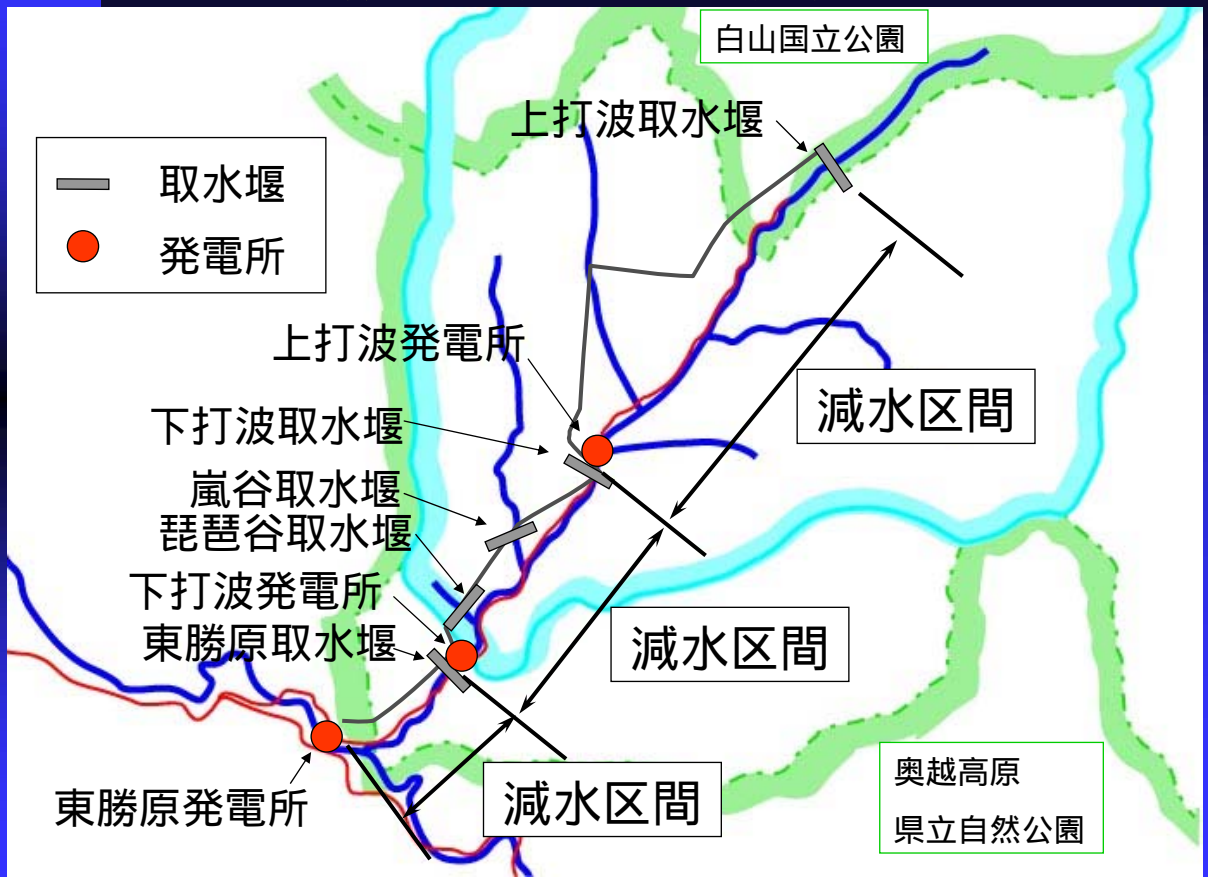 白山国立公園
上打波取水堰
取水堰
発電所
上打波発電所
減水区間
下打波取水堰
嵐谷取水堰
琵琶谷取水堰
下打波発電所
東勝原取水堰
減水区間
奥越高原
県立自然公園
減水区間
東勝原発電所